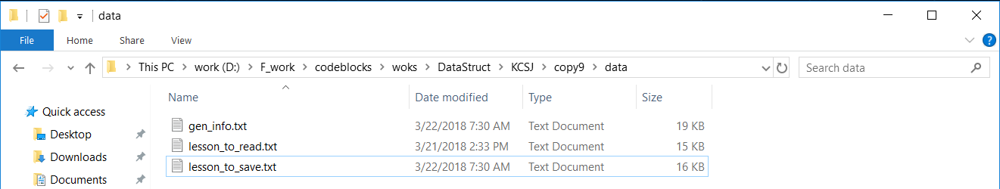 data
File Home Share View
This PC work (D:) F_work codeblocks woks DataStruct KCSJ copy9 data Search data
Name Date modified Type Size
Quick access
gen_info.txt 3/22/2018 7:30 AM Text Document 19 KB
Desktop
lesson_to_read.txt 3/21/2018 2:33 PM Text Document 15 KB
Downloads
lesson_to_save.txt 3/22/2018 7:30 AM Text Document 16 KB
Documents